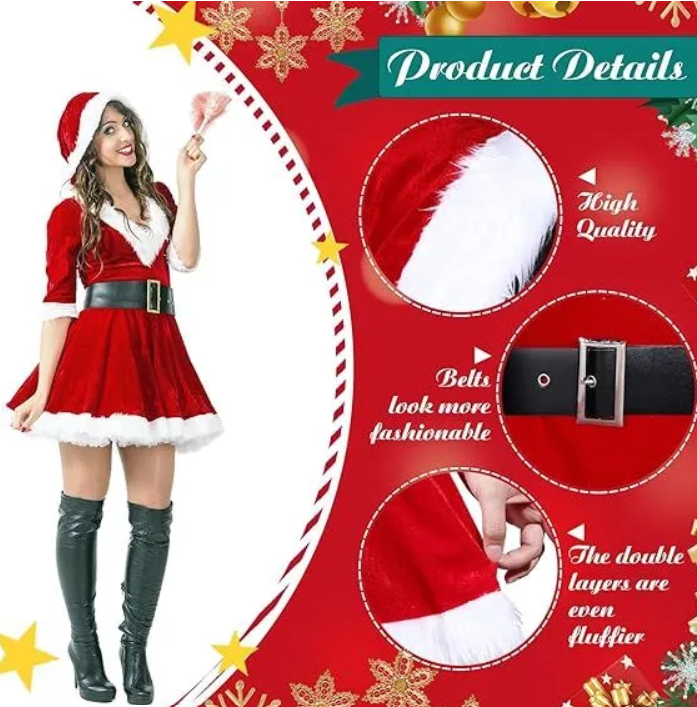 Product Details
High
Quality
Belts
look more
fashionable
The double
layers are
even
fluffier